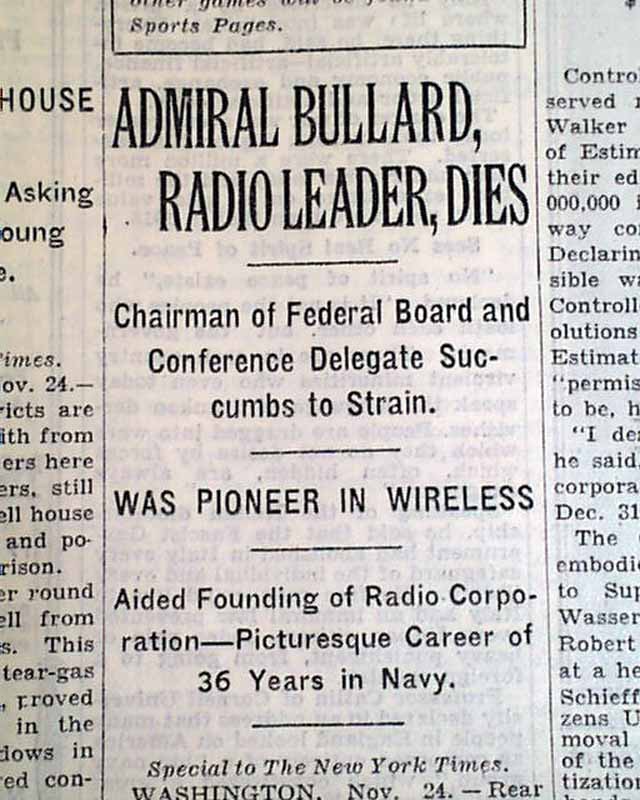 Sports Pages.
ADMIRAL BULLARD,
RADIO LEADER, DIES
Chairman of Federal Board and
Conference Delegate Suc-
cumbs to Strain.
WAS PIONEER IN WIRELESS
Aided Founding of Radio Corpo-
ration—Picturesque Career of
36 Years in Navy.
Special to The New York Times.
WASHINGTON, Nov. 24. — Rear
HOUSE
Asking
oung
e.
Times.
ov. 24.—
ricts are
ith from
ers here
ers, still
ell house
and po-
rison.
er round
ell from
s. This
tear-gas
, proved
in the
dows in
red con-
Contro
served
Walker
of Estim
their ed
000,000
way co
Declarin
sible wa
Controll
olutions
Estimat
"permis
to be, h
"I de
he said
corpora
Dec. 31
The
embodie
to Sup
Wasser
Robert
at a he
Schieff
zens U
moval
of the
tization